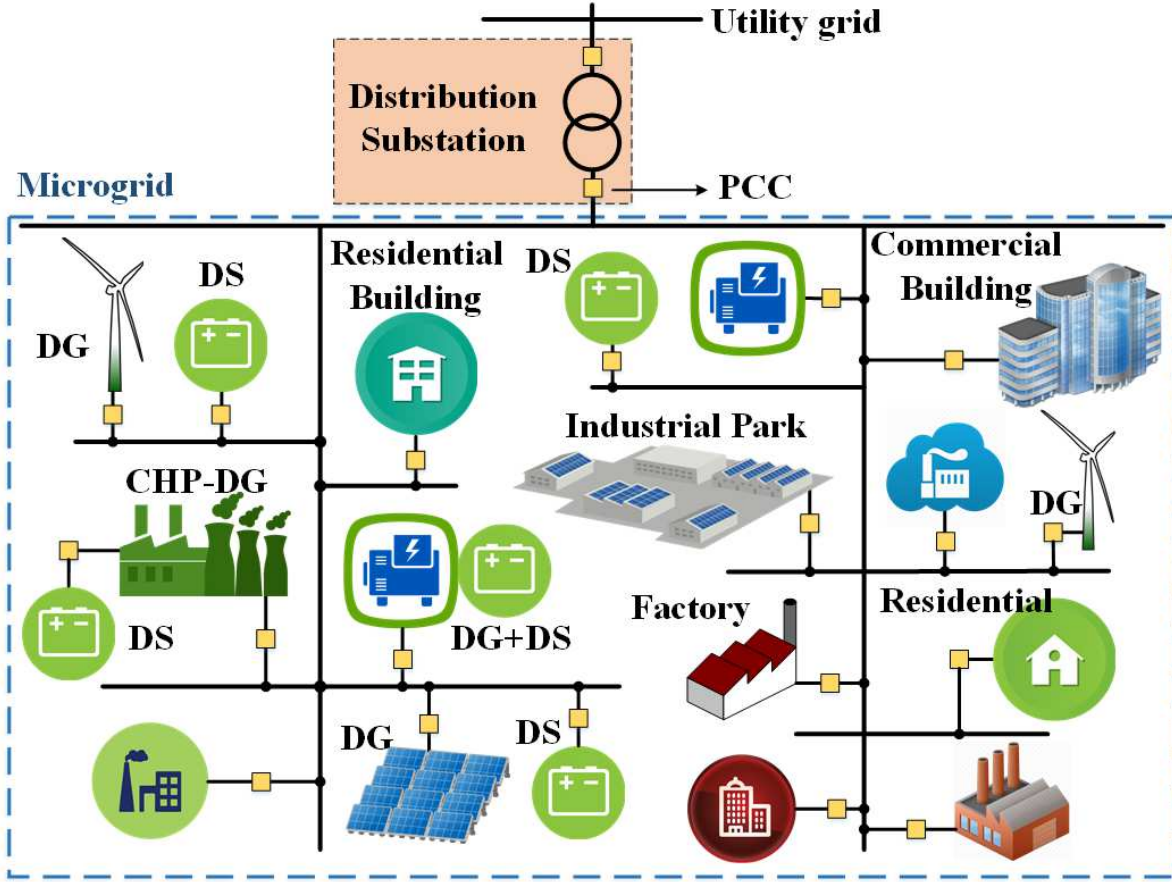 Utility grid
Distribution
Substation
PCC
Microgrid
DG
DS
Residential
Building
DS
Commercial
Building
CHP-DG
DS
DG+DS
Industrial Park
DG
Factory
Residential
DG
DS